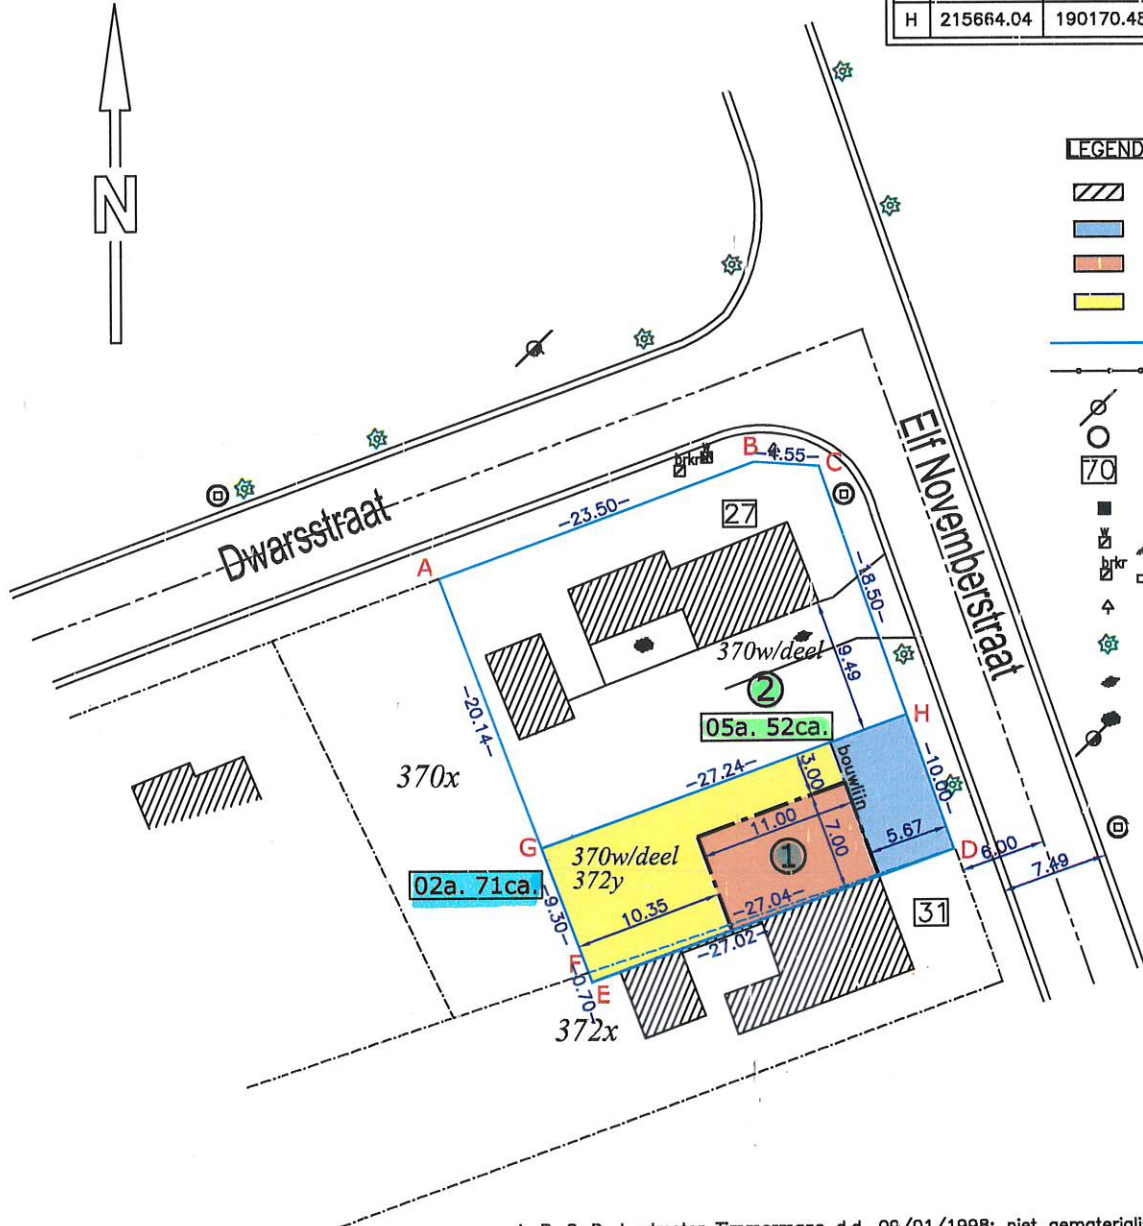 H 215664.04 190170.48
N
LEGEND
70
w
brkr
Dwarsstraat
Elf Novemberstraat
A
B
-4.55-
C
brkr
w
-23.50-
27
-18.50-
9.49
370w/deel
2
05a. 52ca.
H
-20.14-
370x
-27.24-
bouwlijn
3.00
-10.00-
11.00
7.00
5.67
1
D
6.00
7.49
G
370w/deel
372y
02a. 71ca.
-9.30-
10.35
-27.04-
-27.02-
31
F
-0.70-
E
372x